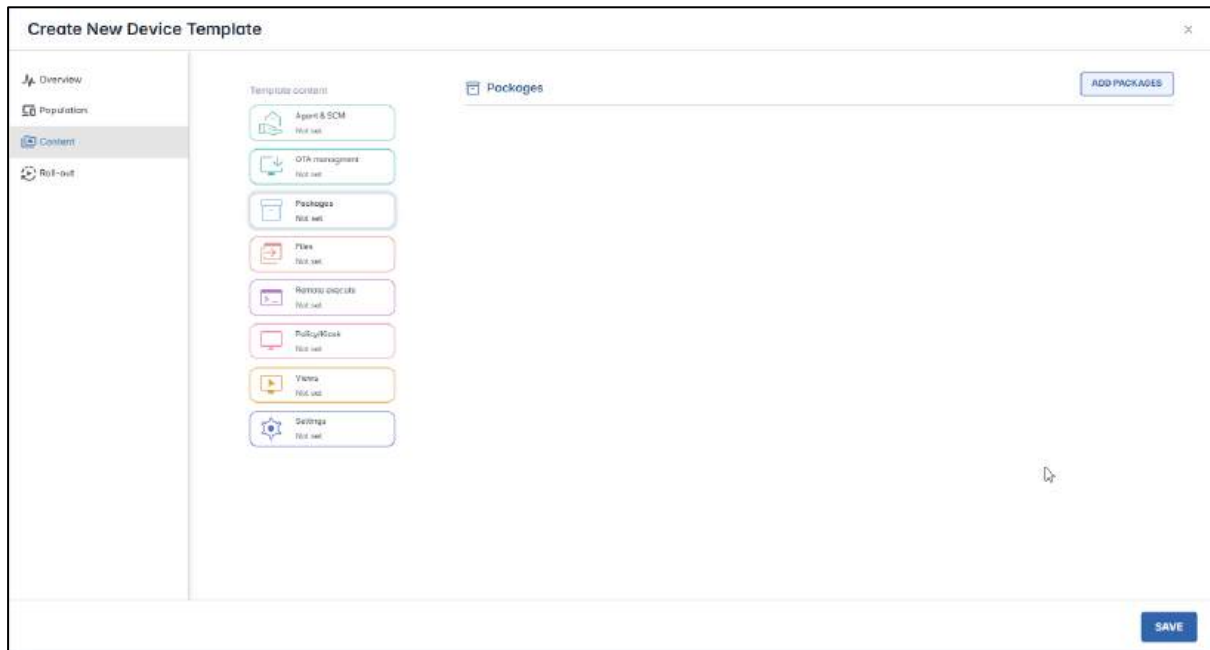 Create New Device Template
Overview
Population
Content
Roll-out
Template content
Agent & SCM
Not set
OTA managment
Not set
Packages
Not set
Files
Not set
Remote execute
Not set
Policy/Kiosk
Not set
Views
Not set
Settings
Not set
Packages
ADD PACKAGES
SAVE